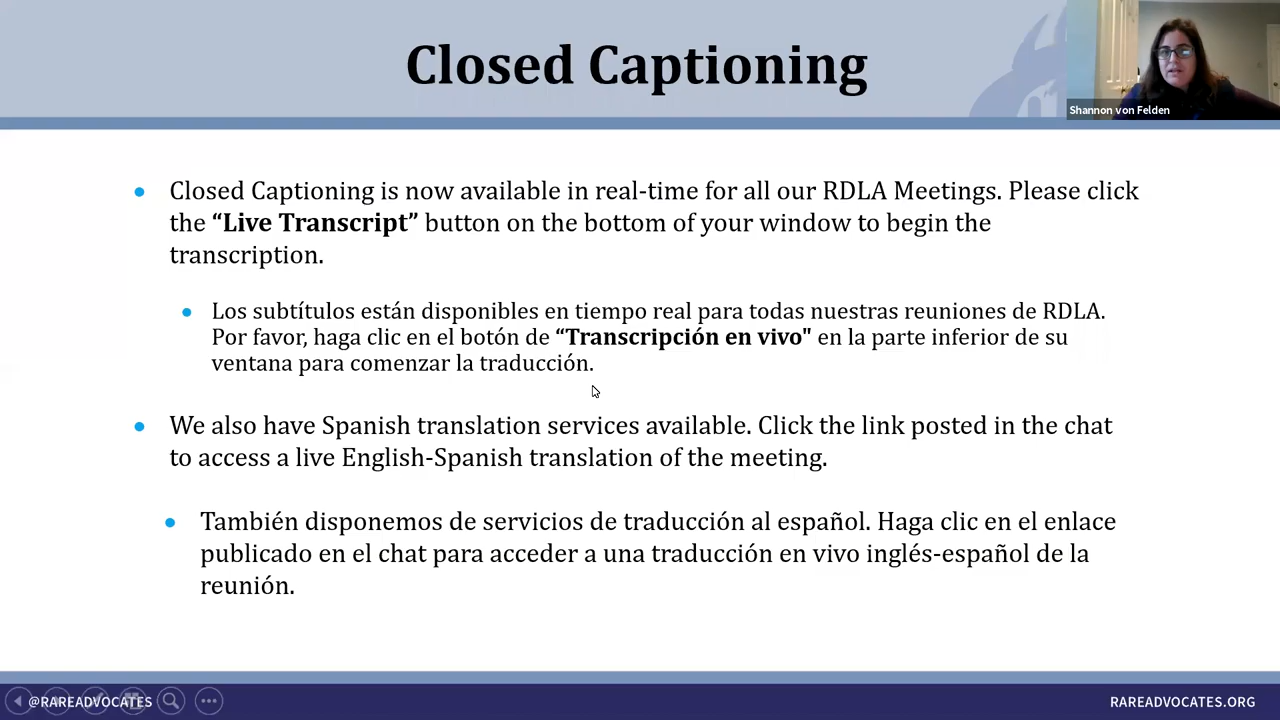 Closed Captioning
Shannon von Felden
Closed Captioning is now available in real-time for all our RDLA Meetings. Please click
the “Live Transcript” button on the bottom of your window to begin the
transcription.
Los subtítulos están disponibles en tiempo real para todas nuestras reuniones de RDLA.
Por favor, haga clic en el botón de “Transcripción en vivo" en la parte inferior de su
ventana para comenzar la traducción.
We also have Spanish translation services available. Click the link posted in the chat
to access a live English-Spanish translation of the meeting.
También disponemos de servicios de traducción al español. Haga clic en el enlace
publicado en el chat para acceder a una traducción en vivo inglés-español de la
reunión.
@RAREADVOCATES
RAREADVOCATES.ORG